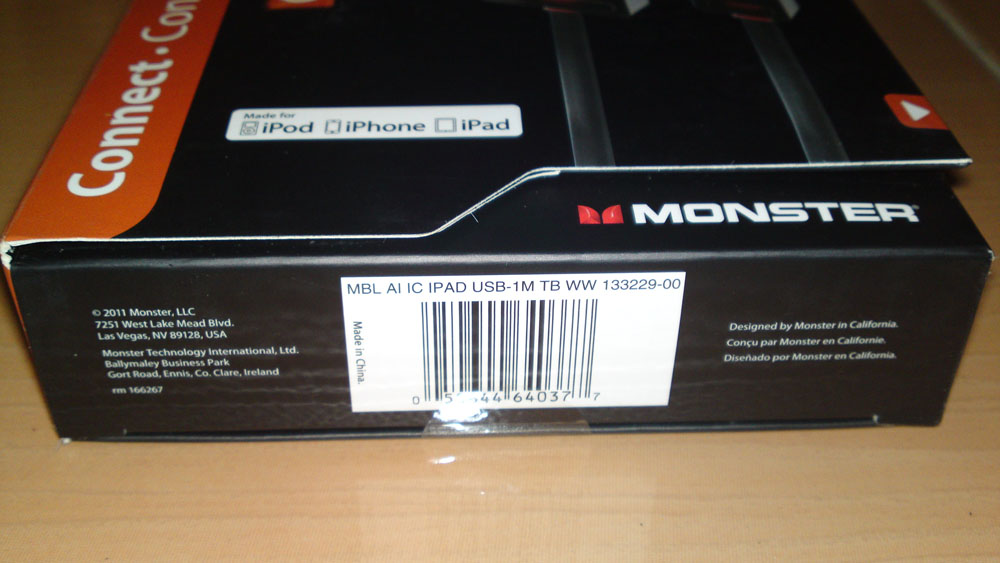 Connect • Con
Made for
iPod iPhone iPad
MONSTER
MBL AI IC IPAD USB-1M TB WW 133229-00
Made in China.
64037 7
© 2011 Monster, LLC
7251 West Lake Mead Blvd.
Las Vegas, NV 89128, USA
Monster Technology International, Ltd.
Ballymaley Business Park
Gort Road, Ennis, Co. Clare, Ireland
rm 166267
Designed by Monster in California.
Conçu par Monster en Californie.
Diseñado por Monster en California.